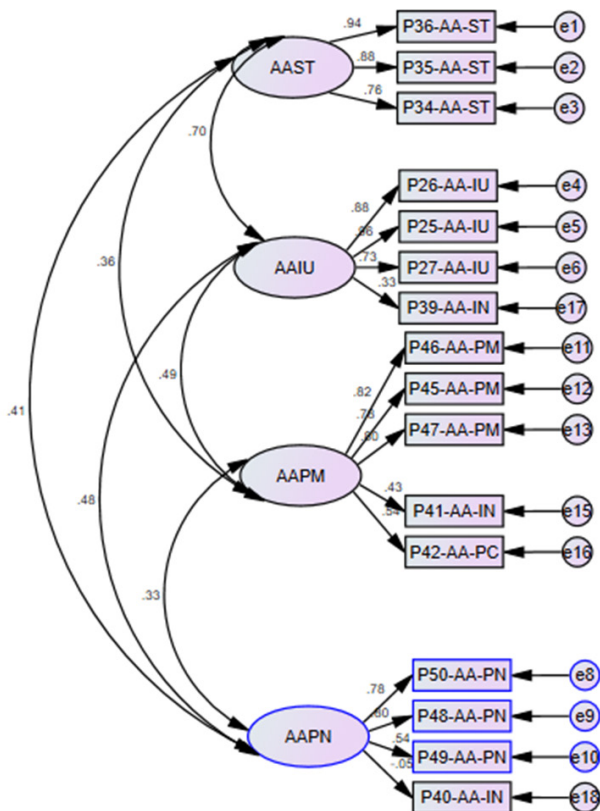 .94
P36-AA-ST
e1
AAST
.88
P35-AA-ST
e2
.76
P34-AA-ST
e3
.70
P26-AA-IU
e4
.88
P25-AA-IU
e5
.36
AAIU
.73
P27-AA-IU
e6
.33
P39-AA-IN
e17
P46-AA-PM
e11
.49
.82
P45-AA-PM
e12
.41
P47-AA-PM
e13
AAPM
.43
P41-AA-IN
e15
.48
P42-AA-PC
e16
.33
P50-AA-PN
e8
.78
.80
P48-AA-PN
e9
AAPN
.54
P49-AA-PN
e10
-.05
P40-AA-IN
e18